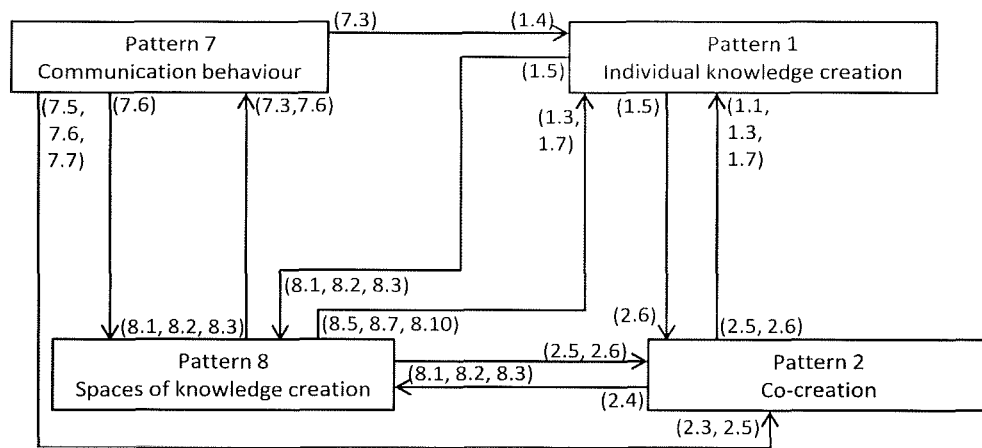 (7.3)
(1.4)
Pattern 7
Communication behaviour
Pattern 1
Individual knowledge creation
(1.5)
(7.5,
7.6,
7.7)
(7.6)
(7.3,7.6)
(1.3,
1.7)
(1.5)
(1.1,
1.3,
1.7)
(8.1, 8.2, 8.3)
(8.1, 8.2, 8.3)
(8.5, 8.7, 8.10)
(2.6)
(2.5, 2.6)
Pattern 8
Spaces of knowledge creation
(2.5, 2.6)
(8.1, 8.2, 8.3)
(2.4)
Pattern 2
Co-creation
(2.3, 2.5)